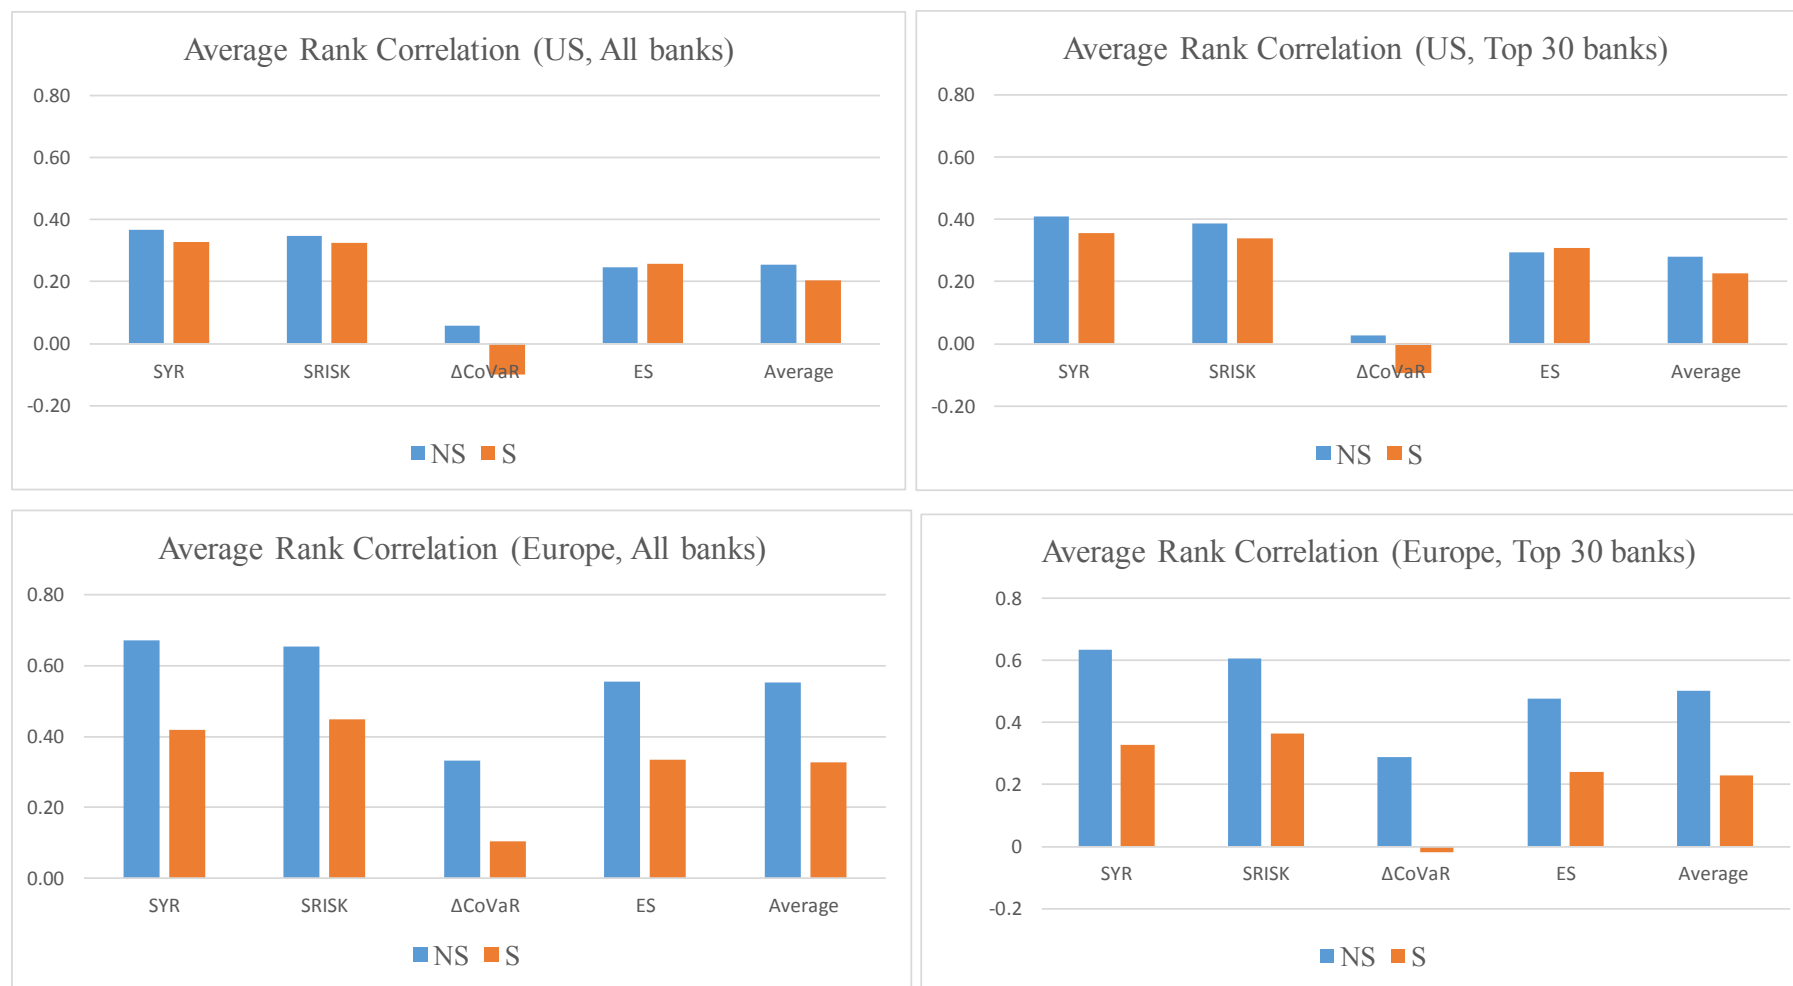 Average Rank Correlation (US, All banks)
0.80
0.60
0.40
0.20
0.00
-0.20
SYR SRISK ΔCoVaR ES Average
NS S
Average Rank Correlation (US, Top 30 banks)
0.80
0.60
0.40
0.20
0.00
-0.20
SYR SRISK ΔCoVaR ES Average
NS S
Average Rank Correlation (Europe, All banks)
0.80
0.60
0.40
0.20
0.00
SYR SRISK ΔCoVaR ES Average
NS S
Average Rank Correlation (Europe, Top 30 banks)
0.8
0.6
0.4
0.2
0
-0.2
SYR SRISK ΔCoVaR ES Average
NS S